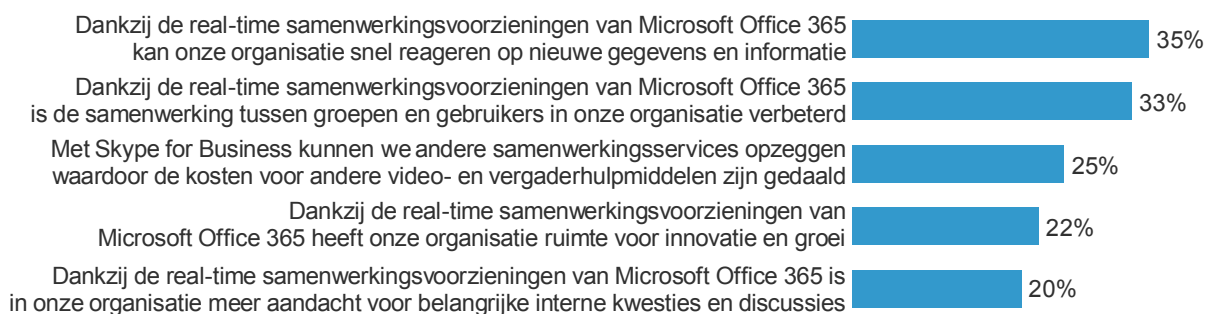 Dankzij de real-time samenwerkingsvoorzieningen van Microsoft Office 365
kan onze organisatie snel reageren op nieuwe gegevens en informatie
35%
Dankzij de real-time samenwerkingsvoorzieningen van Microsoft Office 365
is de samenwerking tussen groepen en gebruikers in onze organisatie verbeterd
33%
Met Skype for Business kunnen we andere samenwerkingsservices opzeggen
waardoor de kosten voor andere video- en vergaderhulpmiddelen zijn gedaald
25%
Dankzij de real-time samenwerkingsvoorzieningen van
Microsoft Office 365 heeft onze organisatie ruimte voor innovatie en groei
22%
Dankzij de real-time samenwerkingsvoorzieningen van Microsoft Office 365 is
in onze organisatie meer aandacht voor belangrijke interne kwesties en discussies
20%